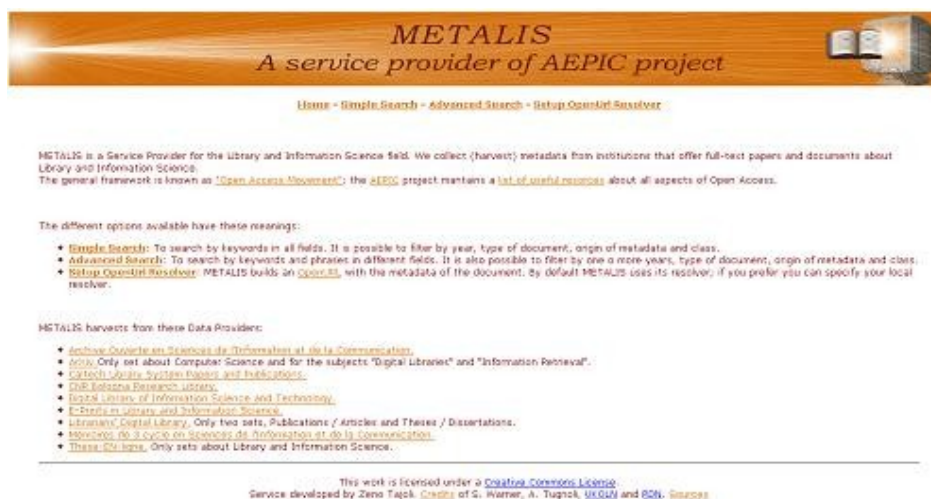 METALIS
A service provider of AEPIC project
Home - Simple Search - Advanced Search - Setup OpenUrl Resolver
METALIS is a Service Provider for the Library and Information Science field. We collect (harvest) metadata from institutions that offer full-text papers and documents about
Library and Information Science.
The general framework is known as "Open Access Movement"; the AEPIC project mantains a list of useful resources about all aspects of Open Access.
The different options available have these meanings:
Simple Search: To search by keywords in all fields. It is possible to filter by year, type of document, origin of metadata and class.
Advanced Search: To search by keywords and phrases in different fields. It is also possible to filter by one o more years, type of document, origin of metadata and class.
Setup OpenUrl Resolver: METALIS builds an OpenURL with the metadata of the document. By default METALIS uses its resolver; if you prefer you can specify your local
resolver.
METALIS harvests from these Data Providers:
Archive Ouverte en Sciences de l'Information et de la Communication.
ArXiv Only set about Computer Science and for the subjects "Digital Libraries" and "Information Retrieval".
Caltech Library System Papers and Publications.
CNR Bologna Research Library.
Digital Library of Information Science and Technology.
E-Prints in Library and Information Science.
Librarians' Digital Library. Only two sets, Publications / Articles and Theses / Dissertations.
Mémoires de 3 cycle en Sciences de l'Information et de la Communication.
These-EN-ligne. Only sets about Library and Information Science.
This work is licensed under a Creative Commons License.
Service developed by Zeno Tajoli. Credits of S. Warner, A. Tugnoli, UKOLN and RDN. Sources